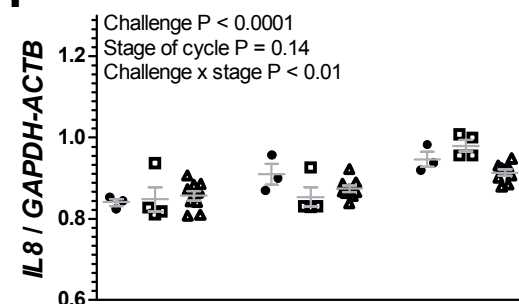 Challenge P < 0.0001
Stage of cycle P = 0.14
Challenge x stage P < 0.01
IL8 / GAPDH-ACTB
1.2
1.0
0.8
0.6